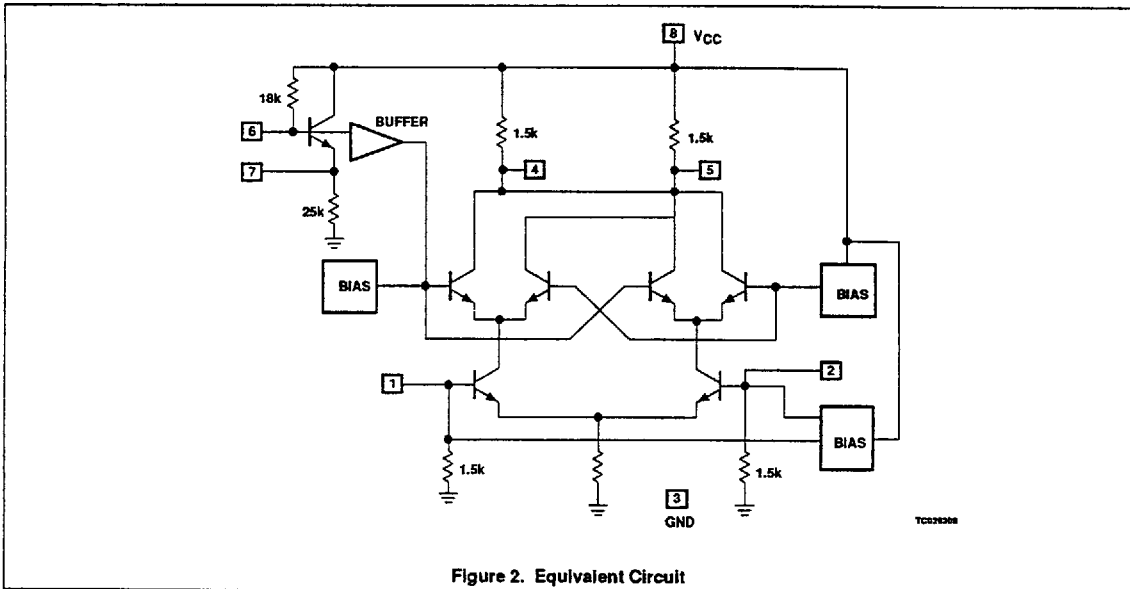 8 VCC
18k
BUFFER
6
1.5k
1.5k
7
4
5
25k
BIAS
BIAS
1
2
BIAS
1.5k
1.5k
3
GND
Figure 2. Equivalent Circuit